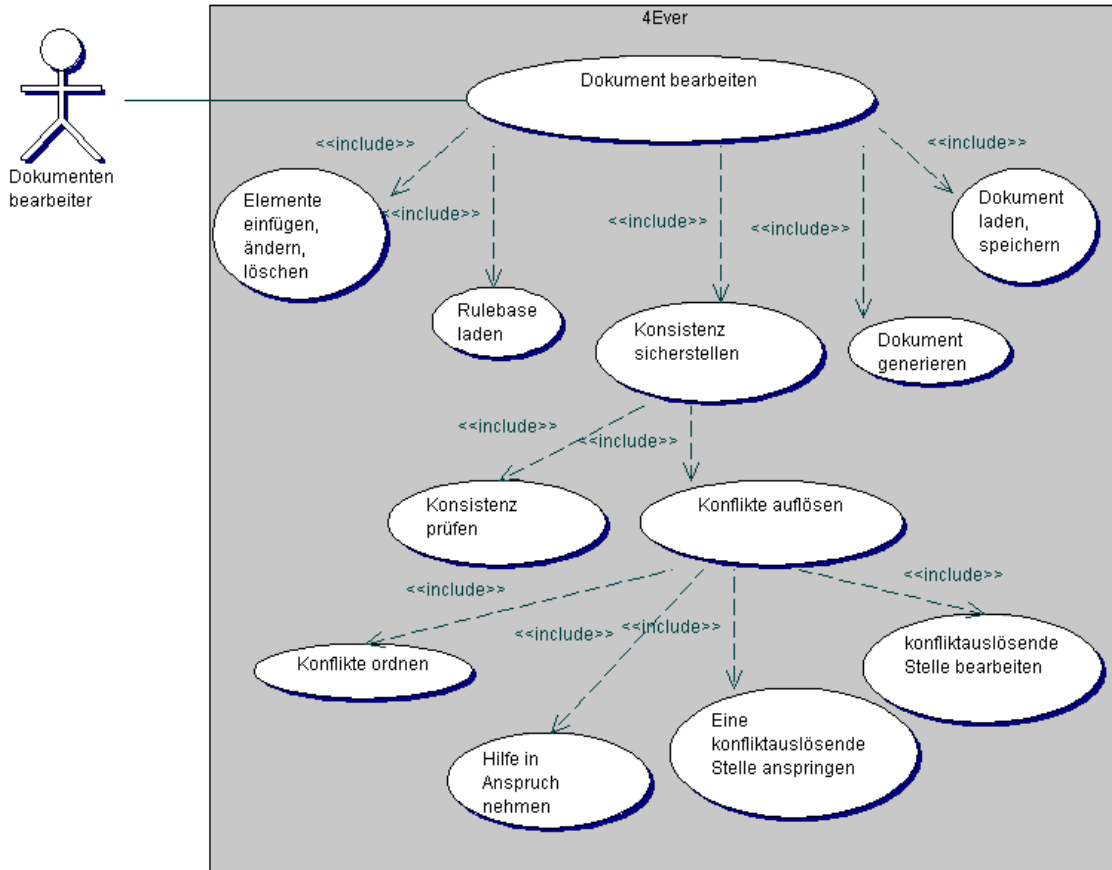 4Ever
Dokument bearbeiten
Dokumenten
bearbeiter
<<include>>
<<include>>
<<include>>
<<include>>
<<include>>
Elemente
einfügen,
ändern,
löschen
Dokument
laden,
speichern
Rulebase
laden
Konsistenz
sicherstellen
Dokument
generieren
<<include>>
<<include>>
Konsistenz
prüfen
Konflikte auflösen
<<include>>
<<include>>
<<include>>
<<include>>
Konflikte ordnen
konfliktauslösende
Stelle bearbeiten
Hilfe in
Anspruch
nehmen
Eine
konfliktauslösende
Stelle anspringen